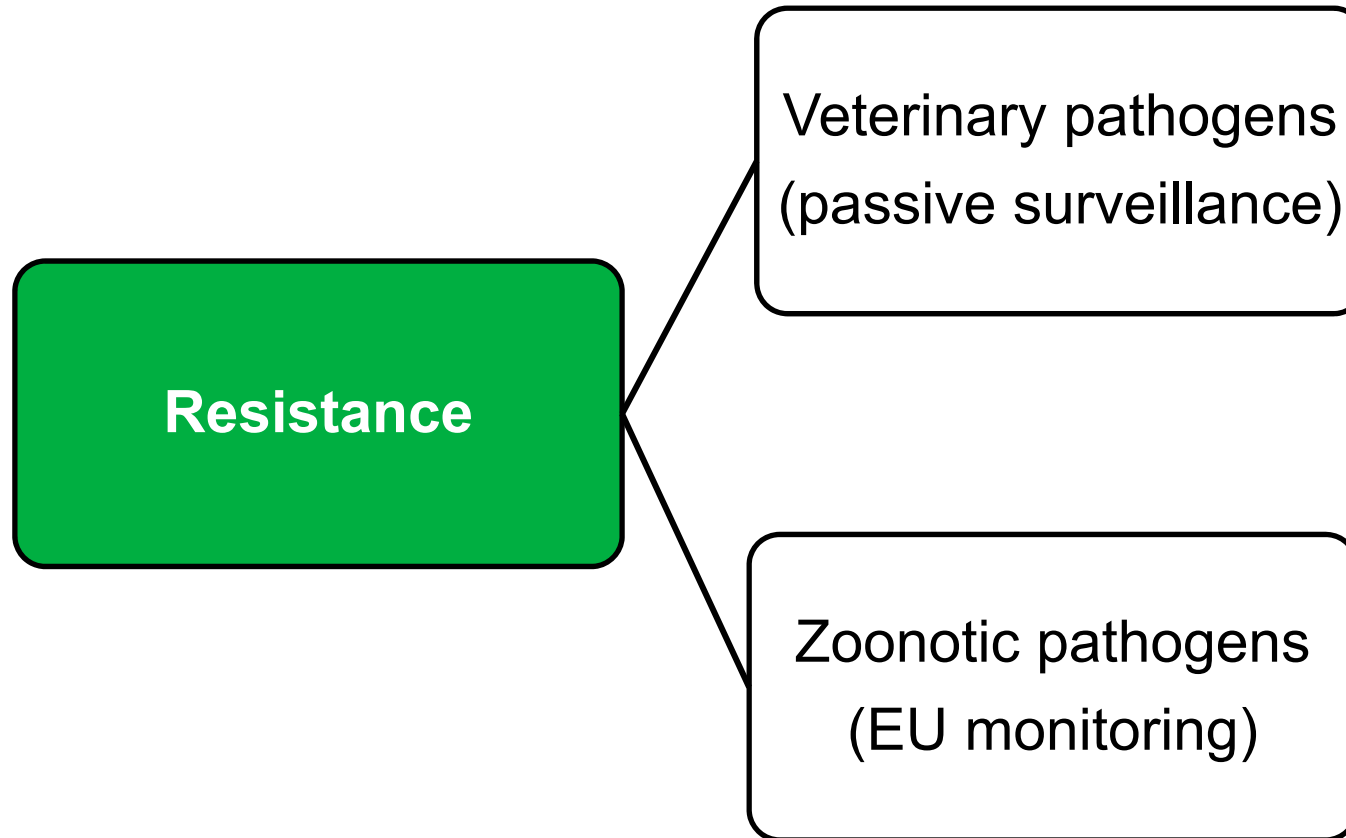 Veterinary pathogens
(passive surveillance)
Resistance
Zoonotic pathogens
(EU monitoring)